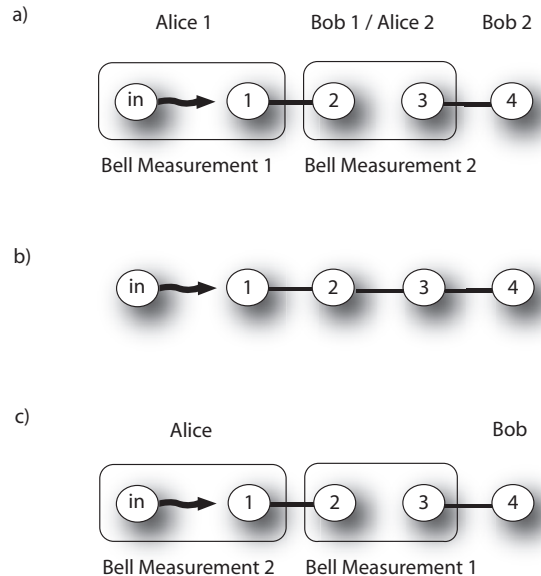 a)
Alice 1 Bob 1 / Alice 2 Bob 2
in 1 2 3 4
Bell Measurement 1 Bell Measurement 2
b)
in 1 2 3 4
c)
Alice Bob
in 1 2 3 4
Bell Measurement 2 Bell Measurement 1